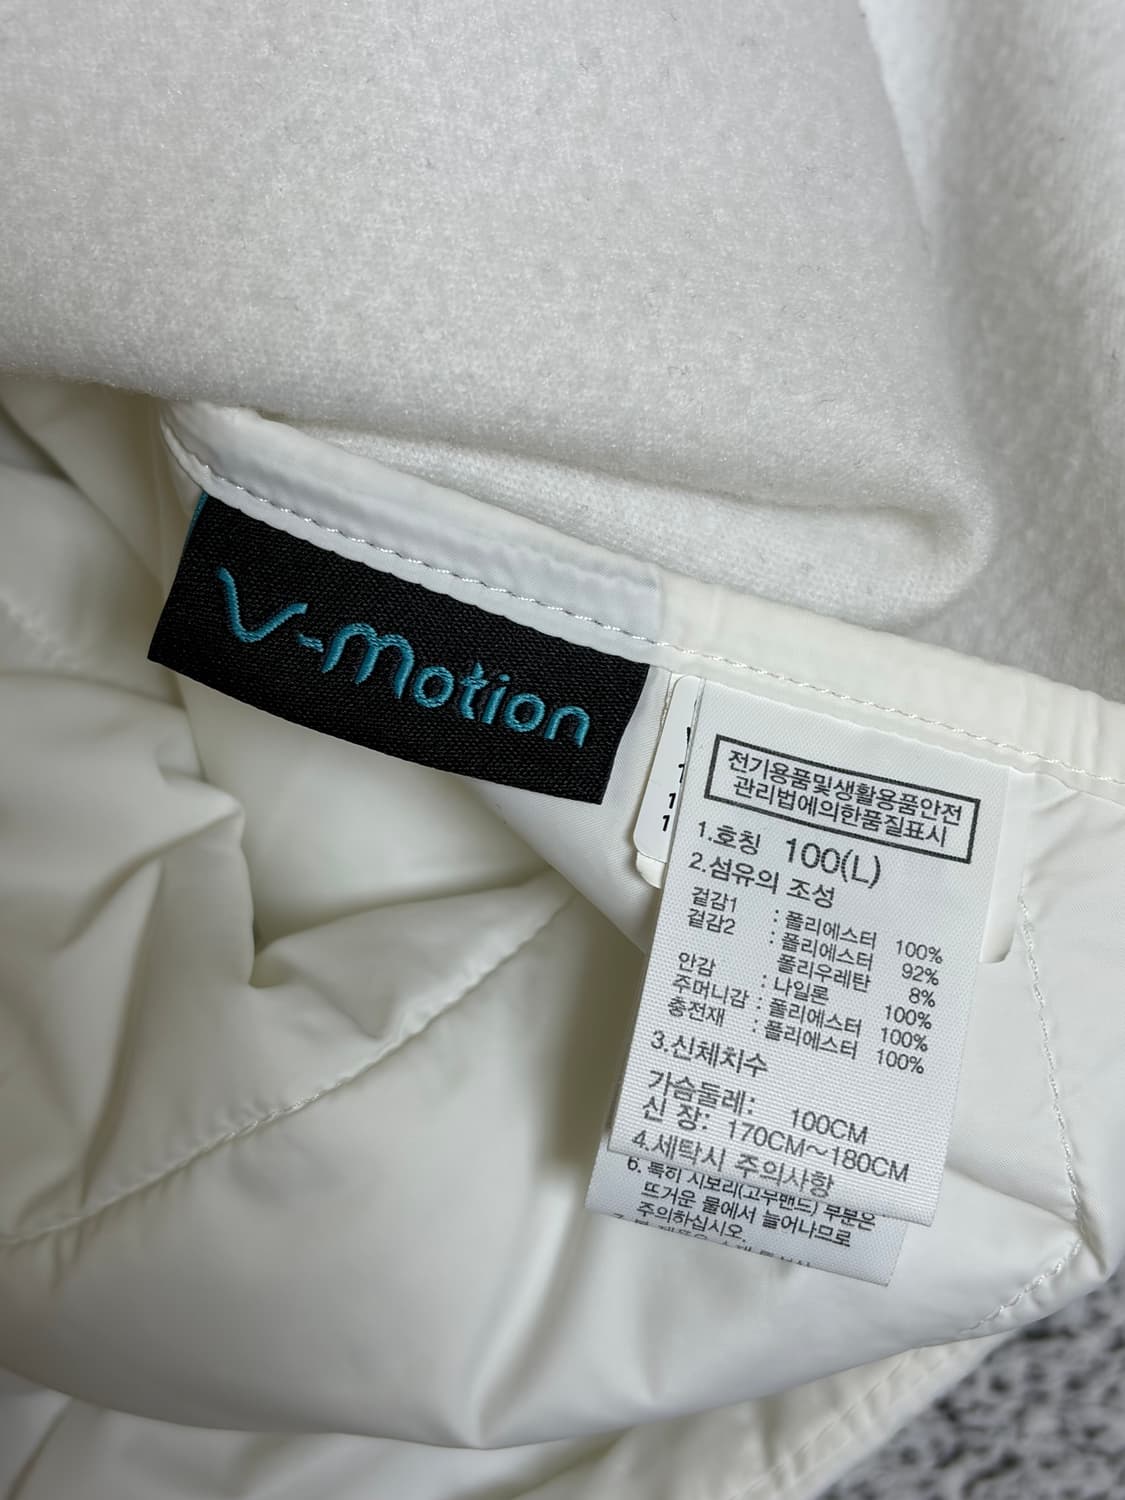 V-Motion
전기용품및생활용품안전
관리법에의한품질표시
1.호칭 100(L)
2.섬유의 조성
겉감1 : 폴리에스터 100%
겉감2 : 폴리에스터 92%
폴리우레탄 8%
안감 : 나일론 100%
주머니감 : 폴리에스터 100%
충전재 : 폴리에스터 100%
3.신체치수
가슴둘레: 100CM
신 장: 170CM~180CM
4.세탁시 주의사항
6. 특히 시보리(고무밴드) 부분은
뜨거운 물에서 늘어나므로
주의하십시오.